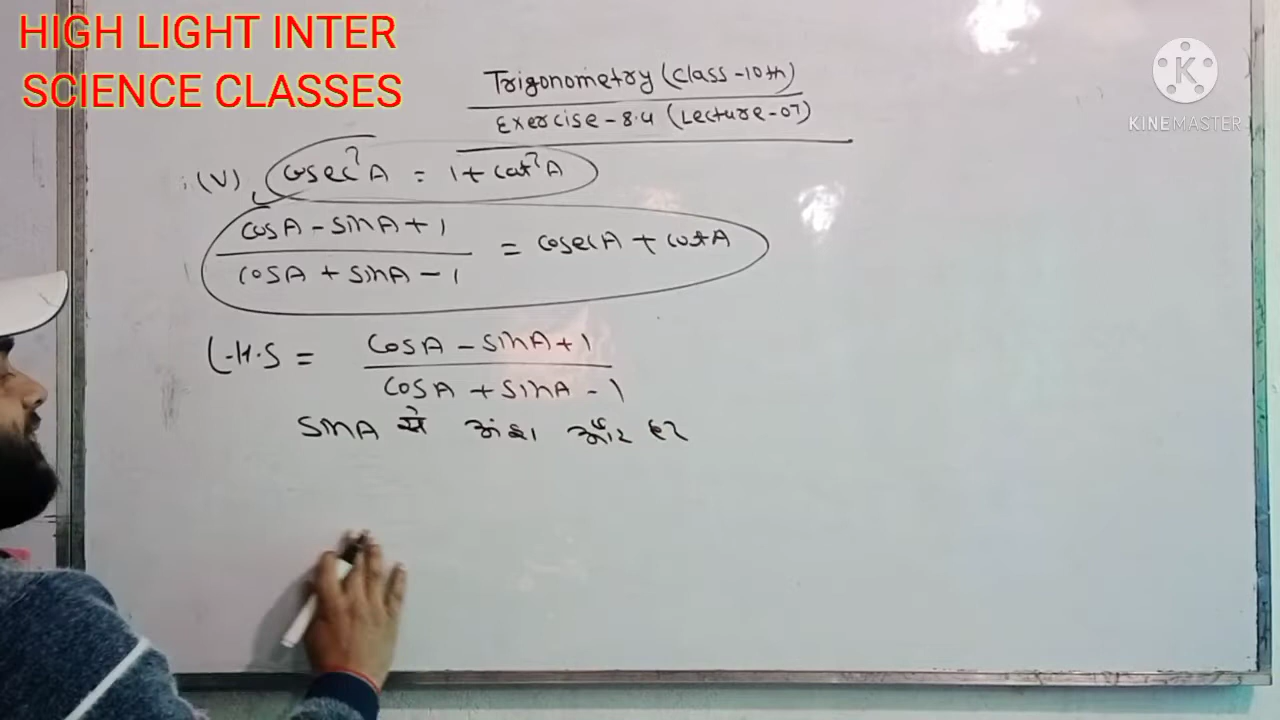 HIGH LIGHT INTER
SCIENCE CLASSES
KINEMASTER
Trigonometry (Class-10th)
Exercise-8.4 (Lecture-07)
(V) cosec²A = 1 + cot²A
cosA - sinA + 1
cosA + sinA - 1
= cosecA + cotA
L.H.S =
cosA - sinA + 1
cosA + sinA - 1
sinA से अंश और हर